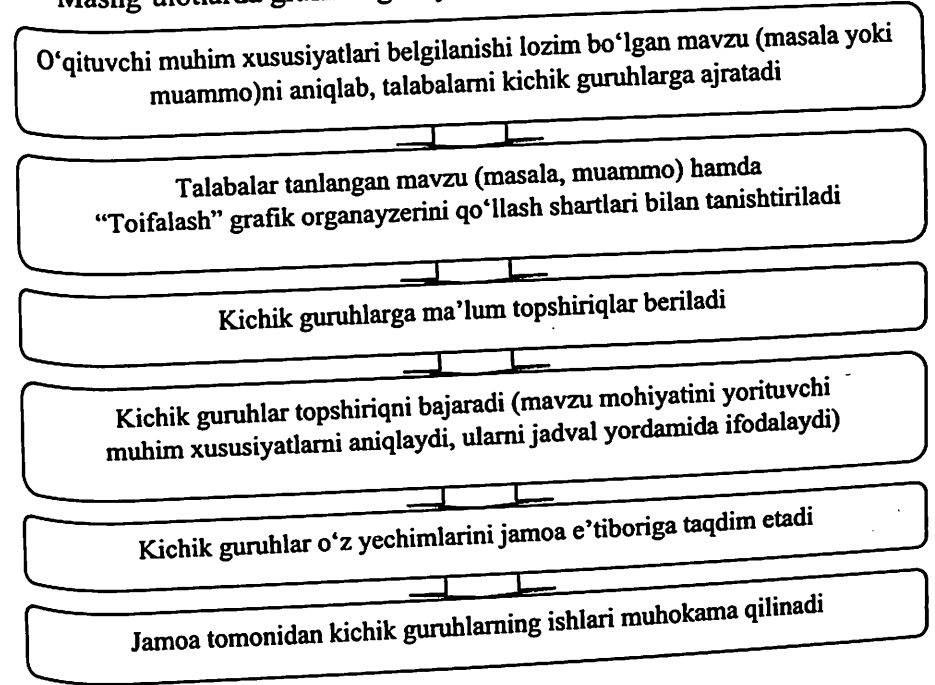 O‘qituvchi muhim xususiyatlari belgilanishi lozim bo‘lgan mavzu (masala yoki
muammo)ni aniqlab, talabalarni kichik guruhlarga ajratadi
Talabalar tanlangan mavzu (masala, muammo) hamda
“Toifalash” grafik organayzerini qo‘llash shartlari bilan tanishtiriladi
Kichik guruhlarga ma’lum topshiriqlar beriladi
Kichik guruhlar topshiriqni bajaradi (mavzu mohiyatini yorituvchi
muhim xususiyatlarni aniqlaydi, ularni jadval yordamida ifodalaydi)
Kichik guruhlar o‘z yechimlarini jamoa e’tiboriga taqdim etadi
Jamoa tomonidan kichik guruhlarning ishlari muhokama qilinadi